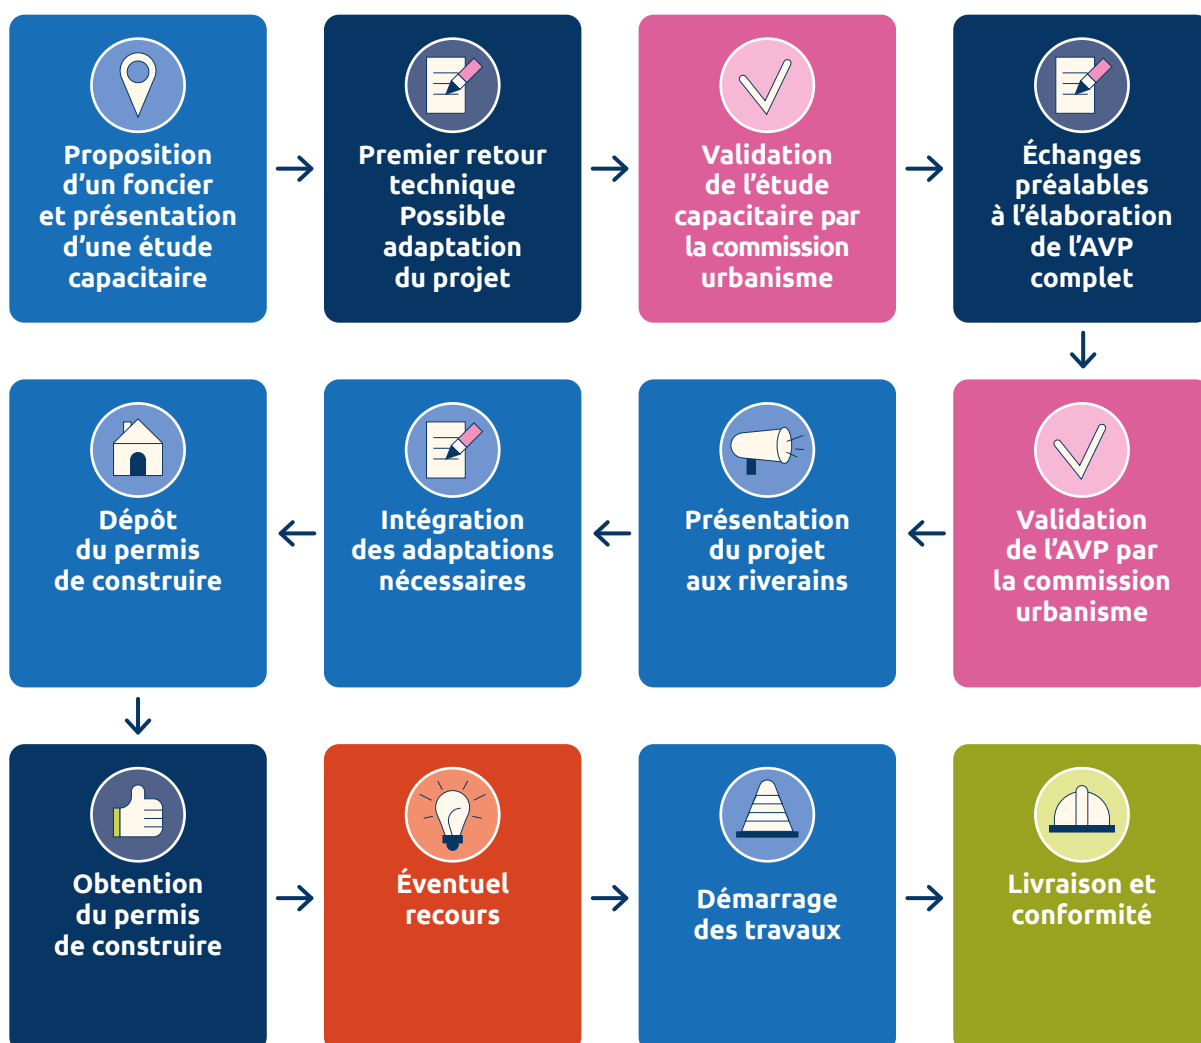 Proposition
d’un foncier
et présentation
d’une étude
capacitaire
Premier retour
technique
Possible
adaptation
du projet
Validation
de l’étude
capacitaire par
la commission
urbanisme
Échanges
préalables
à l’élaboration
de l’AVP
complet
Validation
de l’AVP par
la commission
urbanisme
Présentation
du projet
aux riverains
Intégration
des adaptations
nécessaires
Dépôt
du permis
de construire
Obtention
du permis
de construire
Éventuel
recours
Démarrage
des travaux
Livraison et
conformité